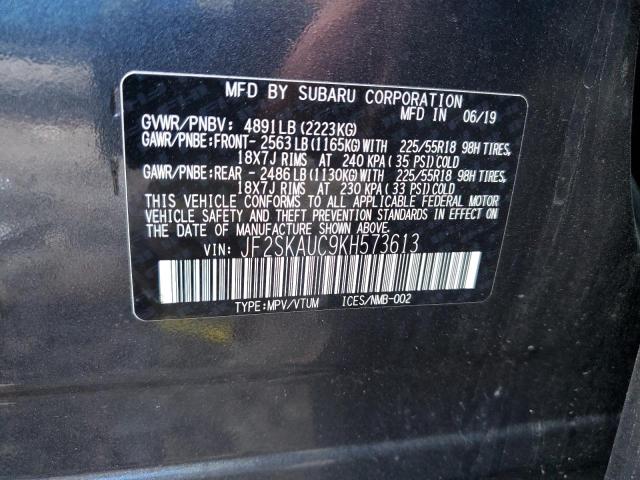 MFD BY SUBARU CORPORATION
MFD IN 06/19
GVWR/PNBV: 4891LB(2223KG)
GAWR/PNBE:FRONT- 2563LB(1165KG)WITH 225/55R18 98H TIRES,
18X7J RIMS AT 240 KPA(35 PSI)COLD
GAWR/PNBE:REAR - 2486LB(1130KG)WITH 225/55R18 98H TIRES,
18X7J RIMS AT 230 KPA(33 PSI)COLD
THIS VEHICLE CONFORMS TO ALL APPLICABLE FEDERAL MOTOR
VEHICLE SAFETY AND THEFT PREVENTION STANDARDS IN EFFECT ON
THE DATE OF MANUFACTURE SHOWN ABOVE.
VIN: JF2SKAUC9KH573613
TYPE:MPV/VTUM ICES/NMB-002